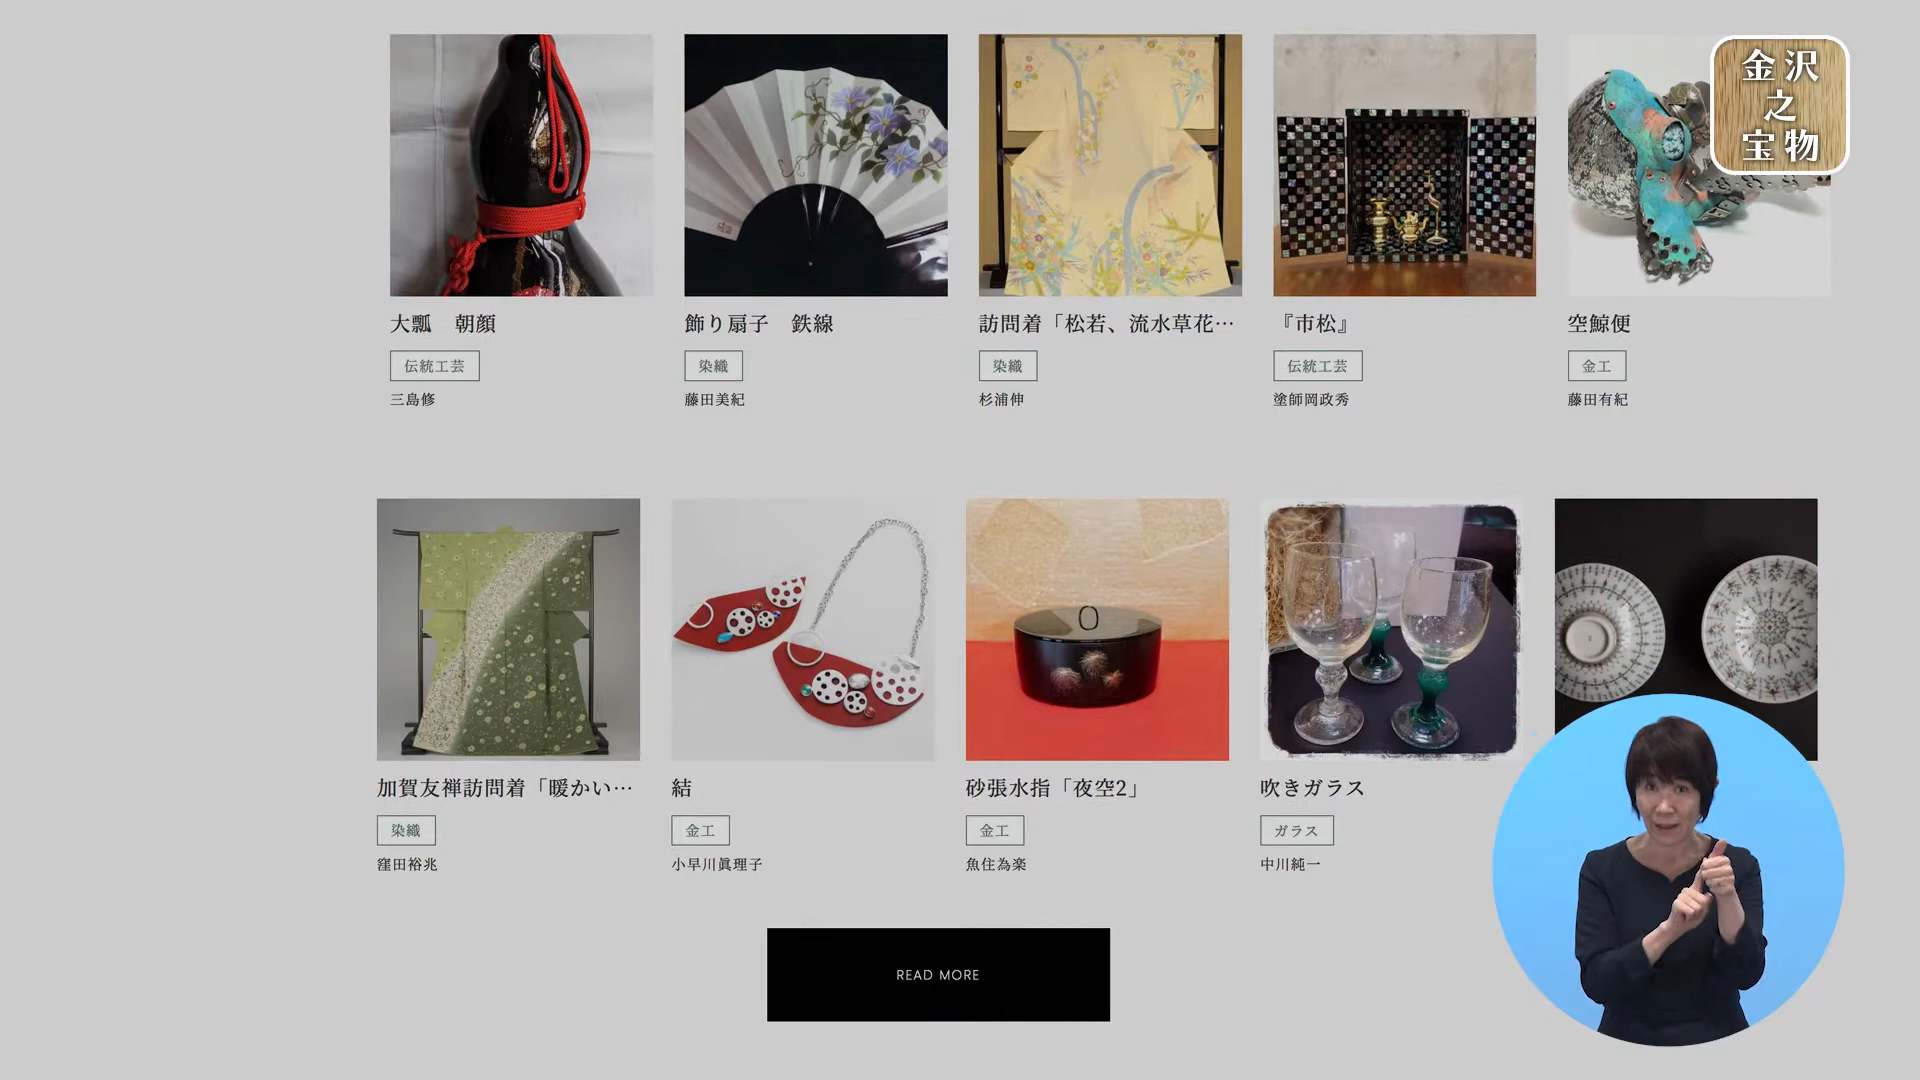 金沢
之
宝物
大瓢　朝顔
伝統工芸
三島修
飾り扇子　鉄線
染織
藤田美紀
訪問着「松若、流水草花…
染織
杉浦伸
『市松』
伝統工芸
塗師岡政秀
空鯨便
金工
藤田有紀
加賀友禅訪問着「暖かい…
染織
窪田裕兆
結
金工
小早川眞理子
砂張水指「夜空2」
金工
魚住為楽
吹きガラス
ガラス
中川純一
READ MORE